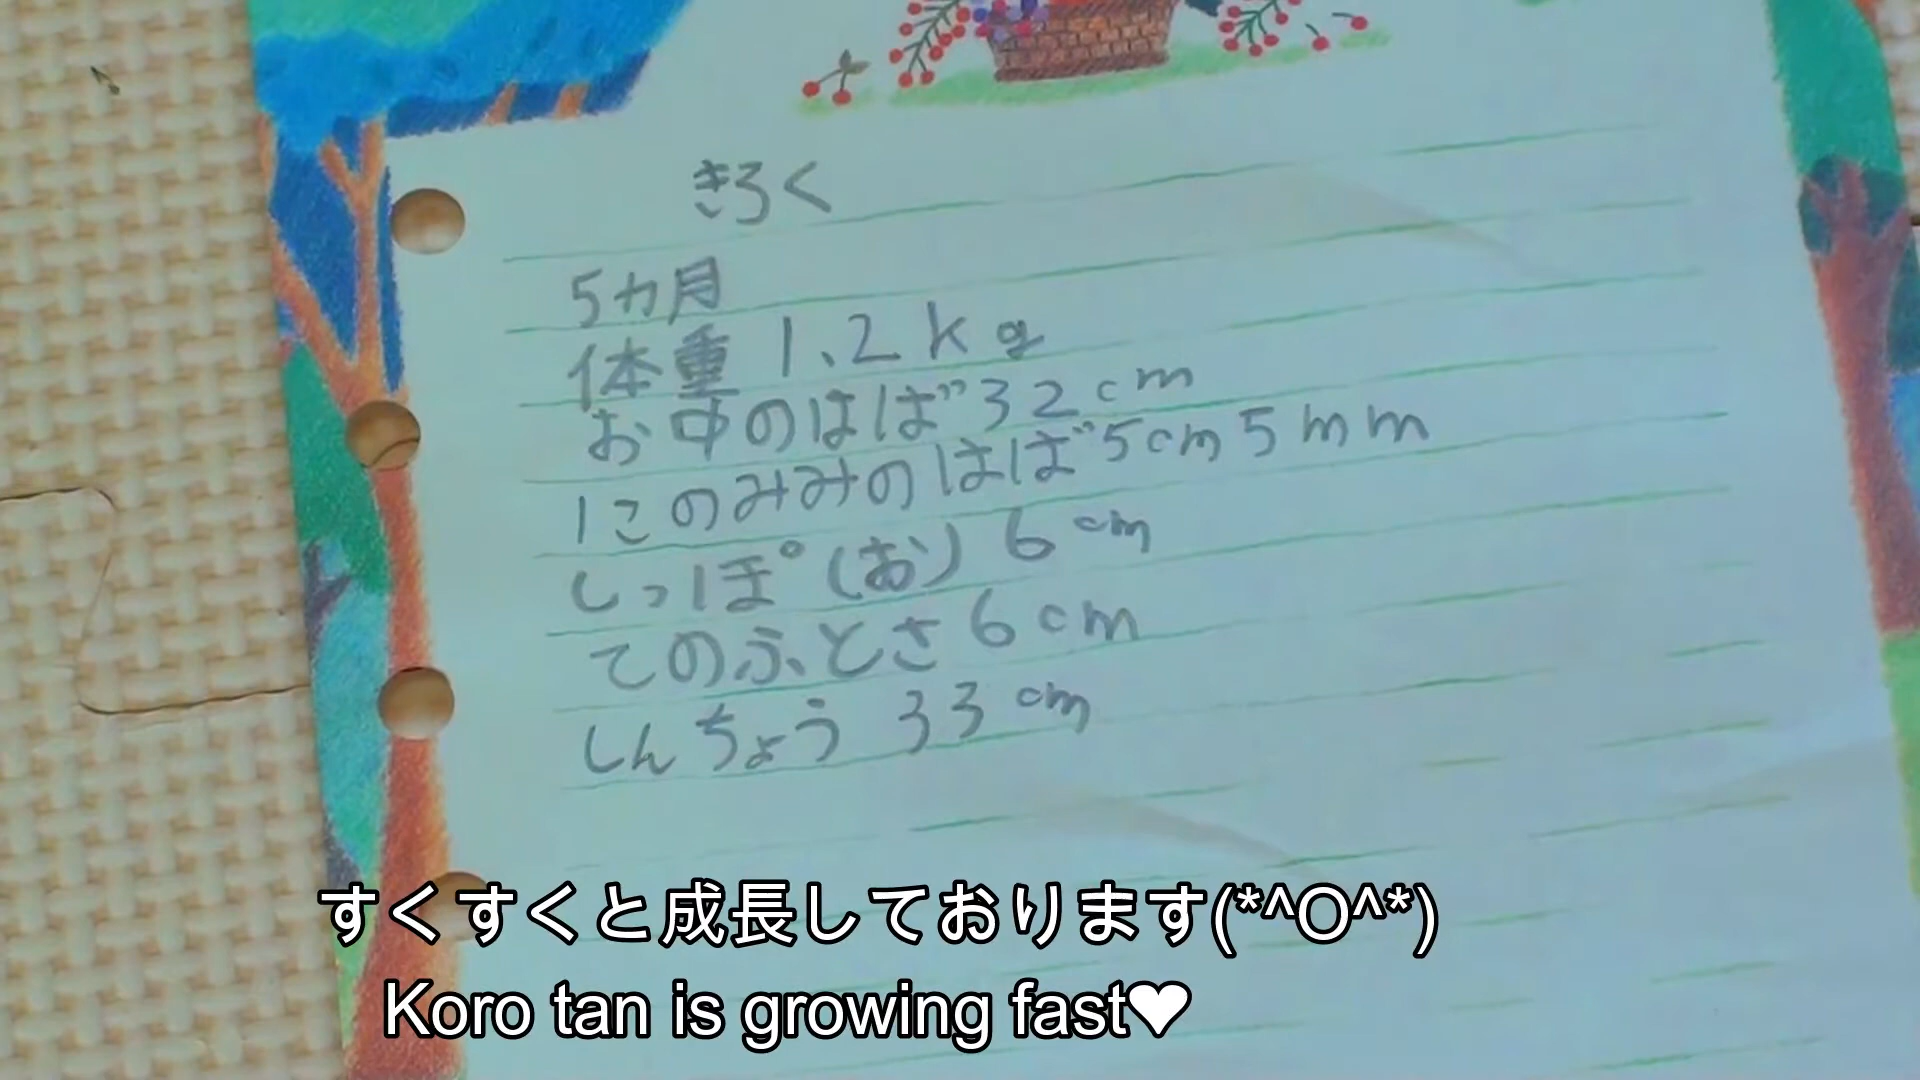 きろく
5カ月
体重 1.2kg
お中のはば32cm
1このみみのはば5cm5mm
しっぽ(お) 6cm
てのふとさ6cm
しんちょう 33cm
すくすくと成長しております(*^O^*)
Koro tan is growing fast♥